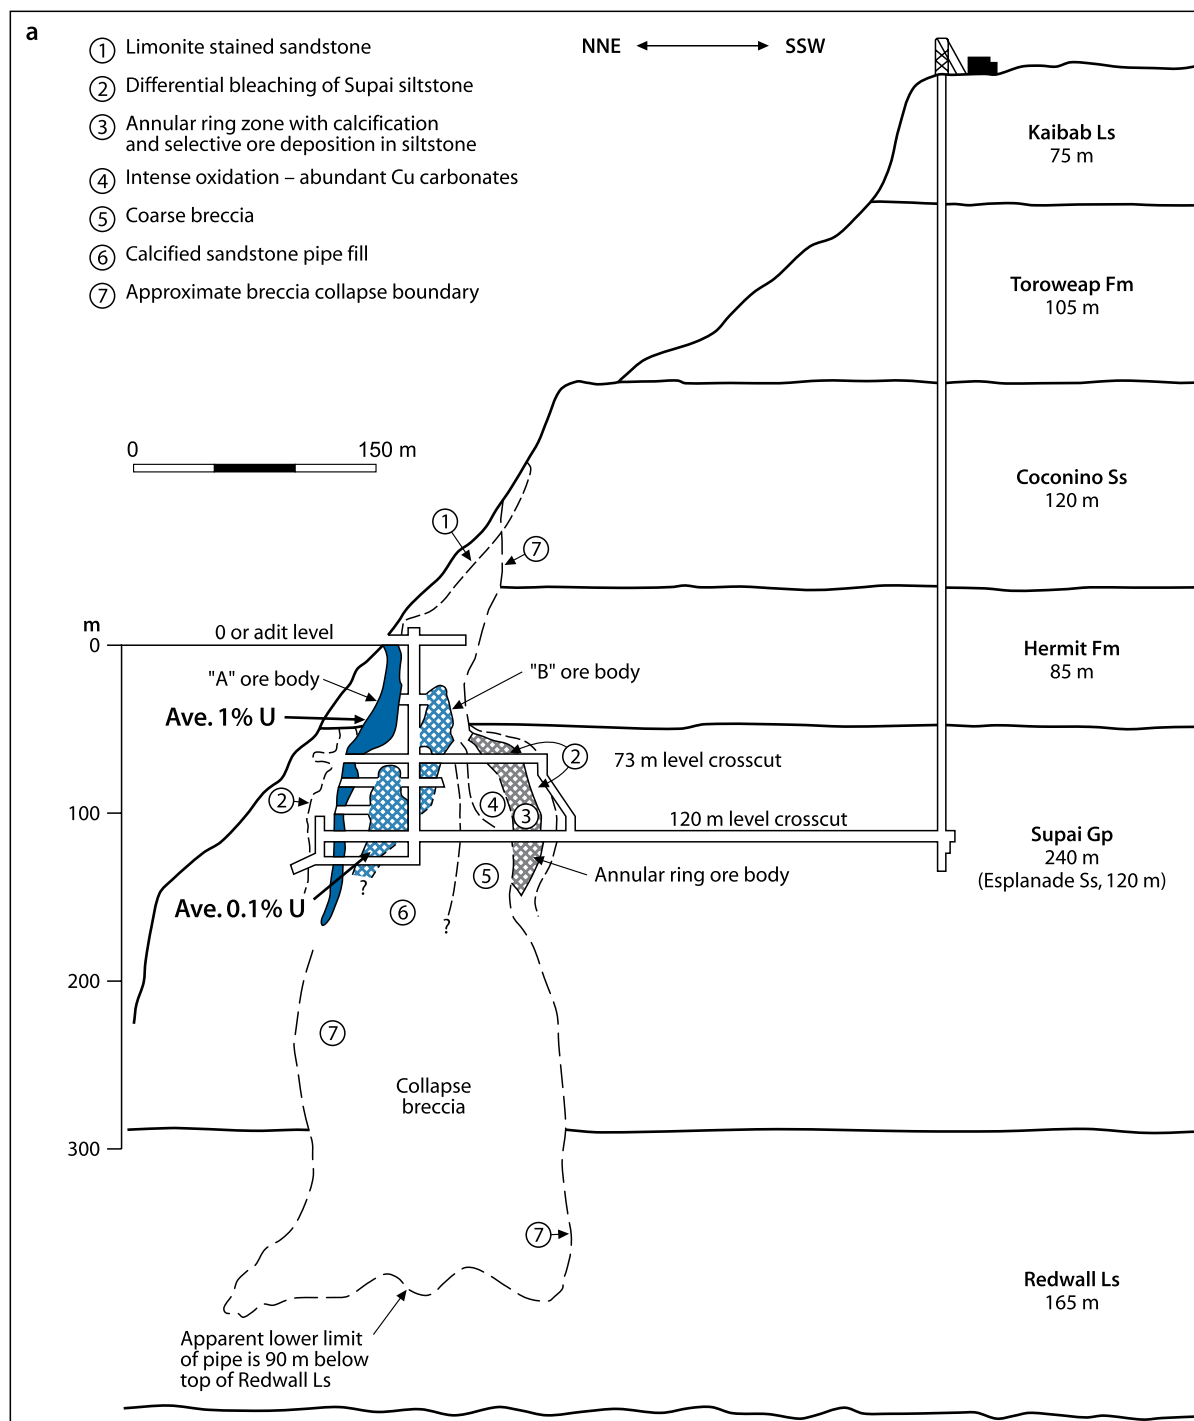 a
① Limonite stained sandstone
② Differential bleaching of Supai siltstone
③ Annular ring zone with calcification
and selective ore deposition in siltstone
④ Intense oxidation – abundant Cu carbonates
⑤ Coarse breccia
⑥ Calcified sandstone pipe fill
⑦ Approximate breccia collapse boundary
NNE SSW
Kaibab Ls
75 m
Toroweap Fm
105 m
0 150 m
Coconino Ss
120 m
①
⑦
m
0
0 or adit level
Hermit Fm
85 m
"A" ore body
"B" ore body
Ave. 1% U
②
73 m level crosscut
②
④
③
100
120 m level crosscut
Supai Gp
240 m
(Esplanade Ss, 120 m)
⑤
Annular ring ore body
?
Ave. 0.1% U
⑥
?
200
⑦
Collapse
breccia
300
⑦
Redwall Ls
165 m
Apparent lower limit
of pipe is 90 m below
top of Redwall Ls